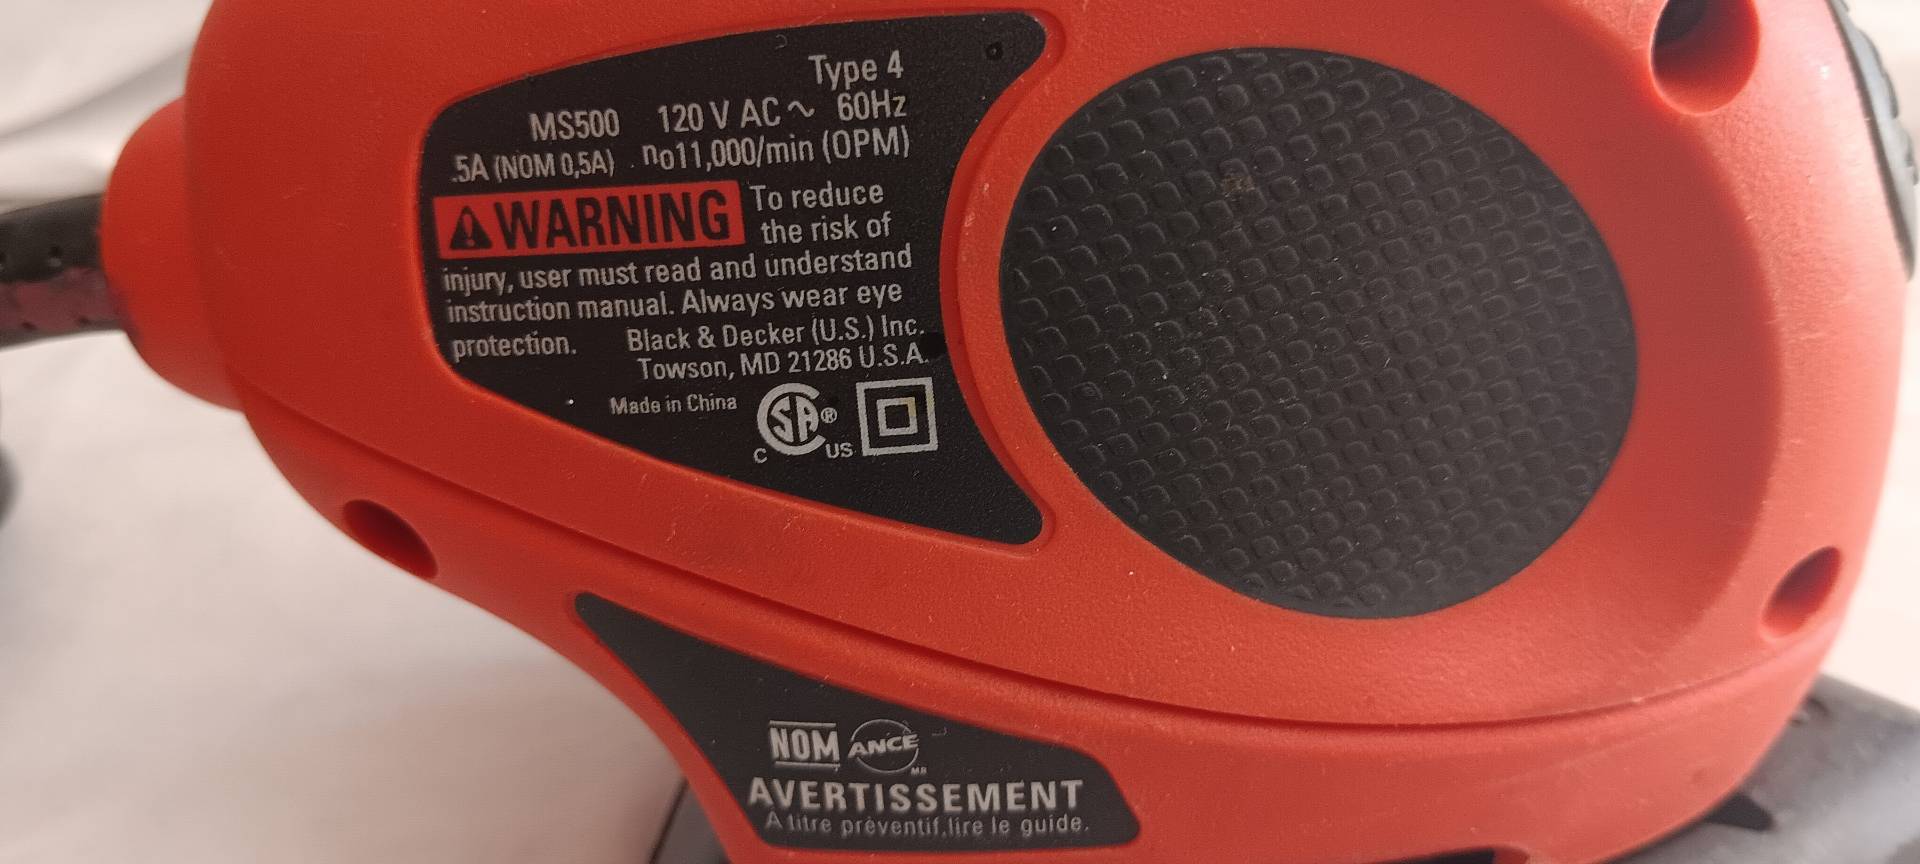 Type 4
MS500 120 V AC ~ 60Hz
.5A (NOM 0,5A) no11,000/min (OPM)
⚠WARNING To reduce
the risk of
injury, user must read and understand
instruction manual. Always wear eye
protection. Black & Decker (U.S.) Inc.
Towson, MD 21286 U.S.A.
Made in China
C SA® US
NOM ANCE MR
AVERTISSEMENT
A titre préventif,lire le guide.